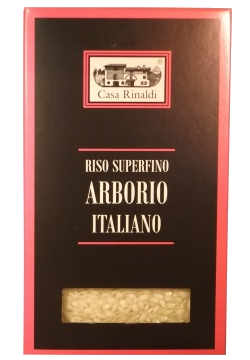 ®
Casa Rinaldi
RISO SUPERFINO
ARBORIO
ITALIANO